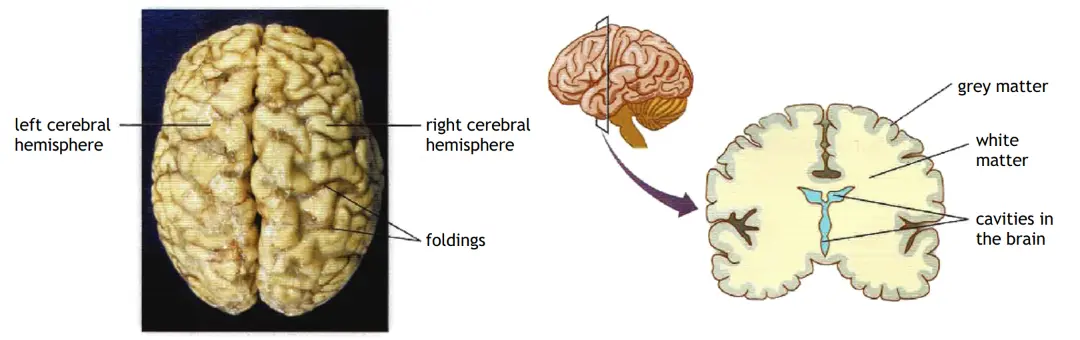 left cerebral
hemisphere
right cerebral
hemisphere
foldings
grey matter
white
matter
cavities in
the brain